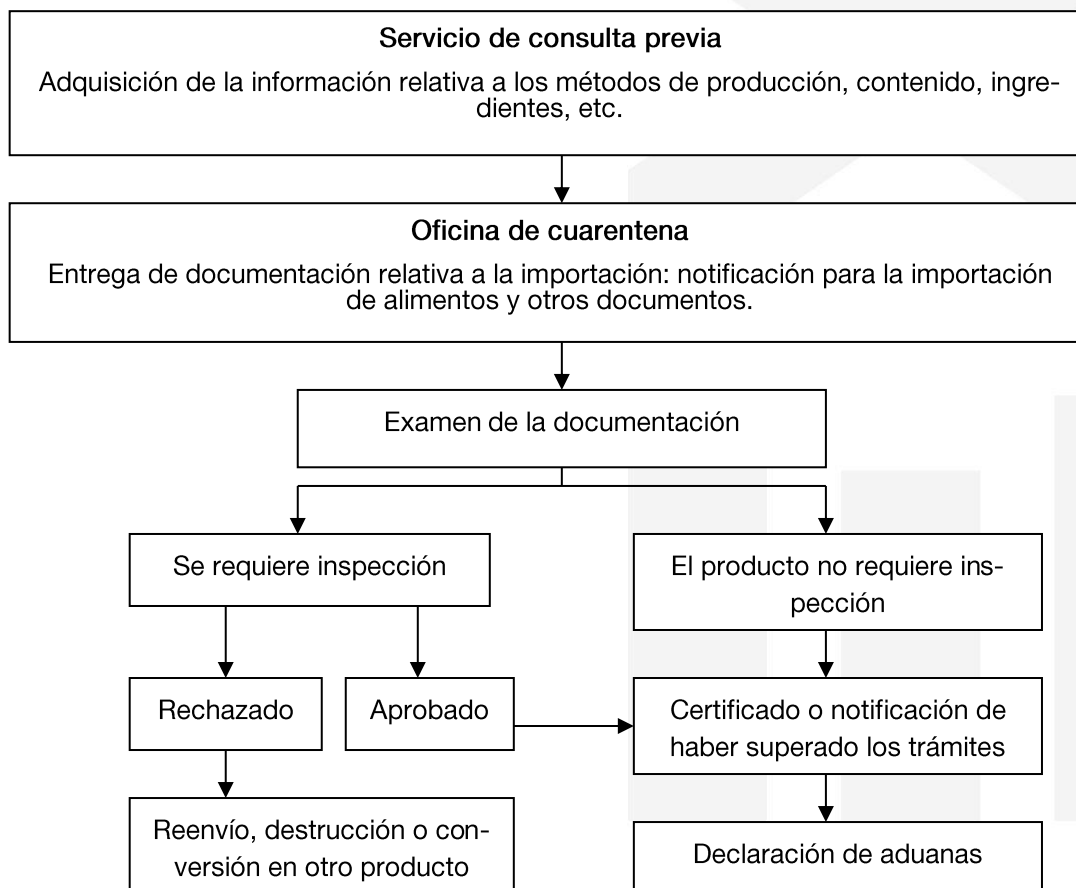 Servicio de consulta previa
Adquisición de la información relativa a los métodos de producción, contenido, ingre-
dientes, etc.
Oficina de cuarentena
Entrega de documentación relativa a la importación: notificación para la importación
de alimentos y otros documentos.
Examen de la documentación
Se requiere inspección
El producto no requiere ins-
pección
Rechazado
Aprobado
Certificado o notificación de
haber superado los trámites
Reenvío, destrucción o con-
versión en otro producto
Declaración de aduanas